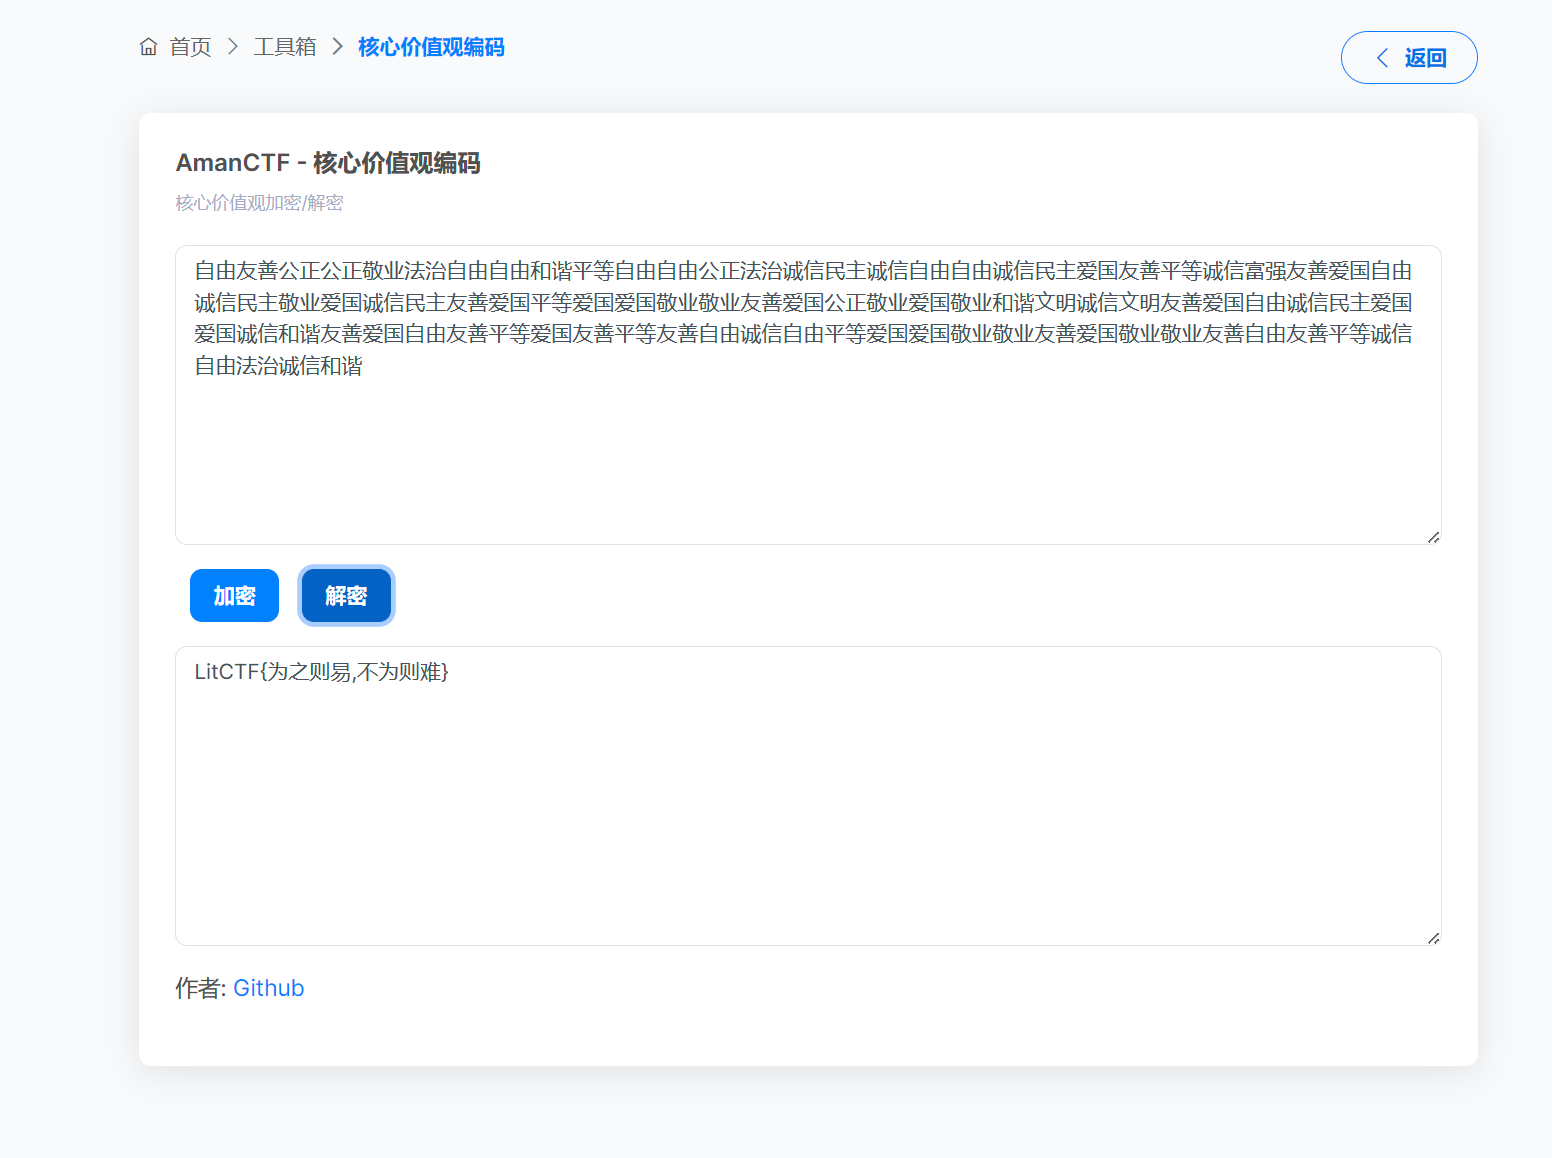 首页 > 工具箱 > 核心价值观编码
返回
AmanCTF - 核心价值观编码
核心价值观加密/解密
自由友善公正公正敬业法治自由自由和谐平等自由自由公正法治诚信民主诚信自由自由诚信民主爱国友善平等诚信富强友善爱国自由
诚信民主敬业爱国诚信民主友善爱国平等爱国爱国敬业敬业友善爱国公正敬业爱国敬业和谐文明诚信文明友善爱国自由诚信民主爱国
爱国诚信和谐友善爱国自由友善平等爱国友善平等友善自由诚信自由平等爱国爱国敬业敬业友善爱国敬业敬业友善自由友善平等诚信
自由法治诚信和谐
加密
解密
LitCTF{为之则易,不为则难}
作者: Github